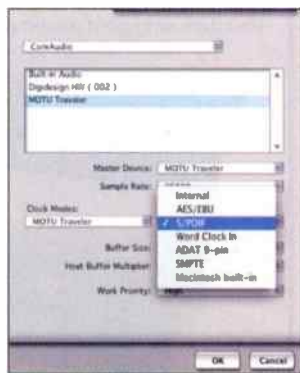 CoreAudio
Built-in Audio
Digidesign HW ( 002 )
MOTU Traveler
Master Device: MOTU Traveler
Sample Rate:
Internal
AES/EBU
Clock Modes:
MOTU Traveler
S/PDIF
Word Clock In
Buffer Size:
ADAT 9-pin
Host Buffer Multiplier:
SMPTE
Macintosh built-in
Work Priority: High
OK
Cancel